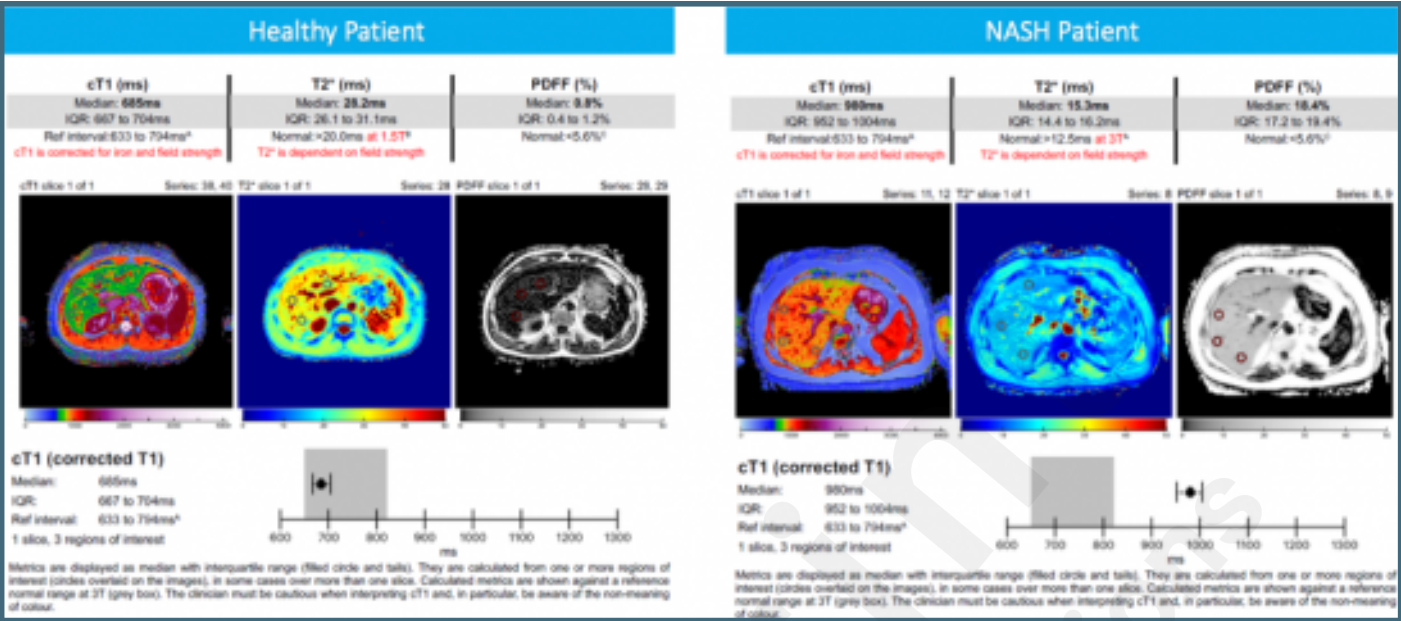 Healthy Patient
cT1 (ms)
Median: 685ms
IQR: 667 to 704ms
Ref interval:633 to 794ms
cT1 is corrected for iron and field strength
T2* (ms)
Median: 28.2ms
IQR: 26.1 to 31.1ms
Normal:>20.0ms at 1.5T
T2* is dependent on field strength
PDFF (%)
Median: 0.8%
IQR: 0.4 to 1.2%
Normal:<5.6%
cT1 slice 1 of 1
Series: 38, 40
T2* slice 1 of 1
Series: 28
PDFF slice 1 of 1
Series: 28, 29
cT1 (corrected T1)
Median: 685ms
IQR: 667 to 704ms
Ref interval: 633 to 794ms
1 slice, 3 regions of interest
600 700 800 900 1000 1100 1200 1300
ms
Metrics are displayed as median with interquartile range (filled circle and tails). They are calculated from one or more regions of
interest (circles overlaid on the images), in some cases over more than one slice. Calculated metrics are shown against a reference
normal range at 3T (grey box). The clinician must be cautious when interpreting cT1 and, in particular, be aware of the non-meaning
of colour.
NASH Patient
cT1 (ms)
Median: 980ms
IQR: 952 to 1004ms
Ref interval:633 to 794ms
cT1 is corrected for iron and field strength
T2* (ms)
Median: 15.3ms
IQR: 14.4 to 16.2ms
Normal:>12.5ms at 3T
T2* is dependent on field strength
PDFF (%)
Median: 18.4%
IQR: 17.2 to 19.4%
Normal:<5.6%
cT1 slice 1 of 1
Series: 11, 12
T2* slice 1 of 1
Series: 8
PDFF slice 1 of 1
Series: 8, 9
cT1 (corrected T1)
Median: 980ms
IQR: 952 to 1004ms
Ref interval: 633 to 794ms
1 slice, 3 regions of interest
600 700 800 900 1000 1100 1200 1300
ms
Metrics are displayed as median with interquartile range (filled circle and tails). They are calculated from one or more regions of
interest (circles overlaid on the images), in some cases over more than one slice. Calculated metrics are shown against a reference
normal range at 3T (grey box). The clinician must be cautious when interpreting cT1 and, in particular, be aware of the non-meaning
of colour.